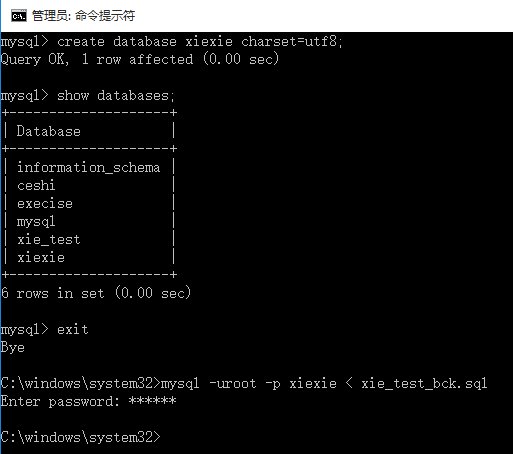 管理员: 命令提示符
mysql> create database xiexie charset=utf8;
Query OK, 1 row affected (0.00 sec)
mysql> show databases;
+--------------------+
| Database           |
+--------------------+
| information_schema |
| ceshi              |
| execise            |
| mysql              |
| xie_test           |
| xiexie             |
+--------------------+
6 rows in set (0.00 sec)
mysql> exit
Bye
C:\windows\system32>mysql -uroot -p xiexie < xie_test_bck.sql
Enter password: ******
C:\windows\system32>